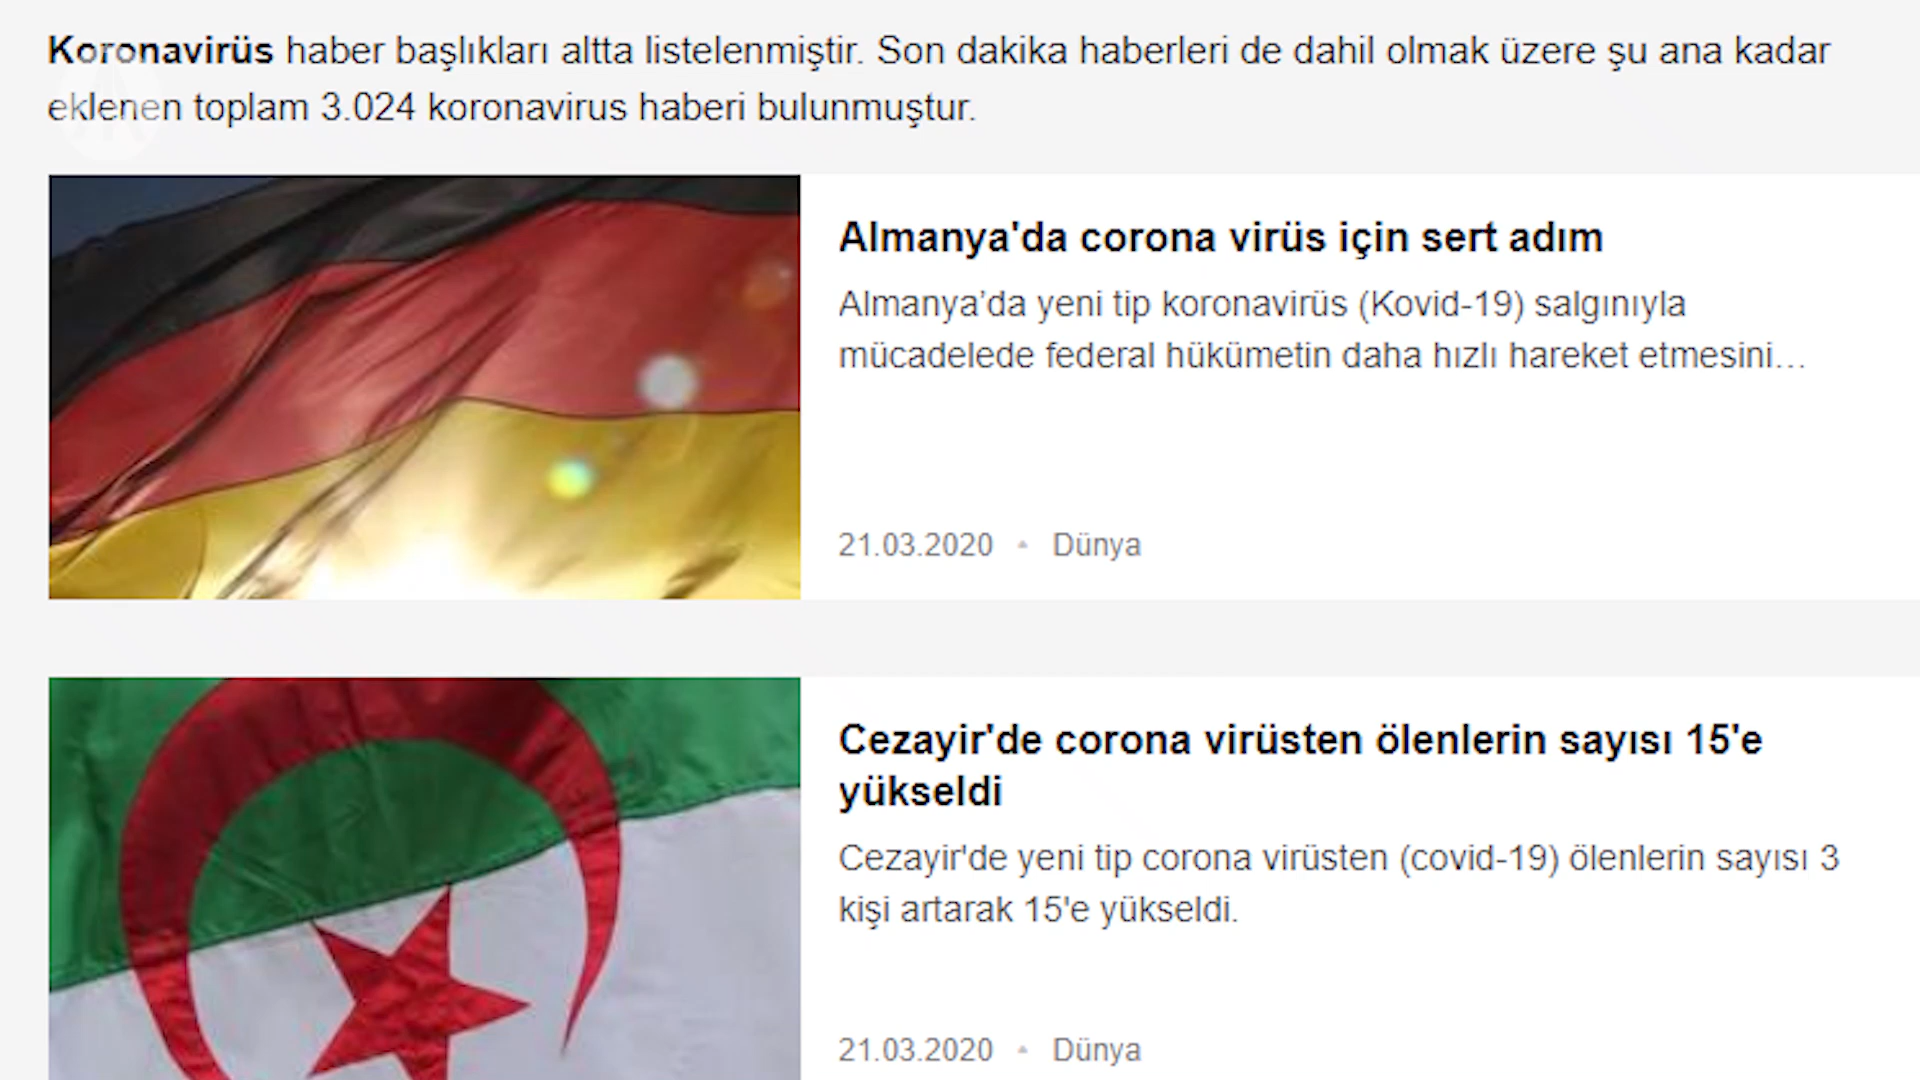 Koronavirüs haber başlıkları altta listelenmiştir. Son dakika haberleri de dahil olmak üzere şu ana kadar
eklenen toplam 3.024 koronavirus haberi bulunmuştur.
Almanya'da corona virüs için sert adım
Almanya’da yeni tip koronavirüs (Kovid-19) salgınıyla
mücadelede federal hükümetin daha hızlı hareket etmesini...
21.03.2020 • Dünya
Cezayir'de corona virüsten ölenlerin sayısı 15'e
yükseldi
Cezayir'de yeni tip corona virüsten (covid-19) ölenlerin sayısı 3
kişi artarak 15'e yükseldi.
21.03.2020 • Dünya